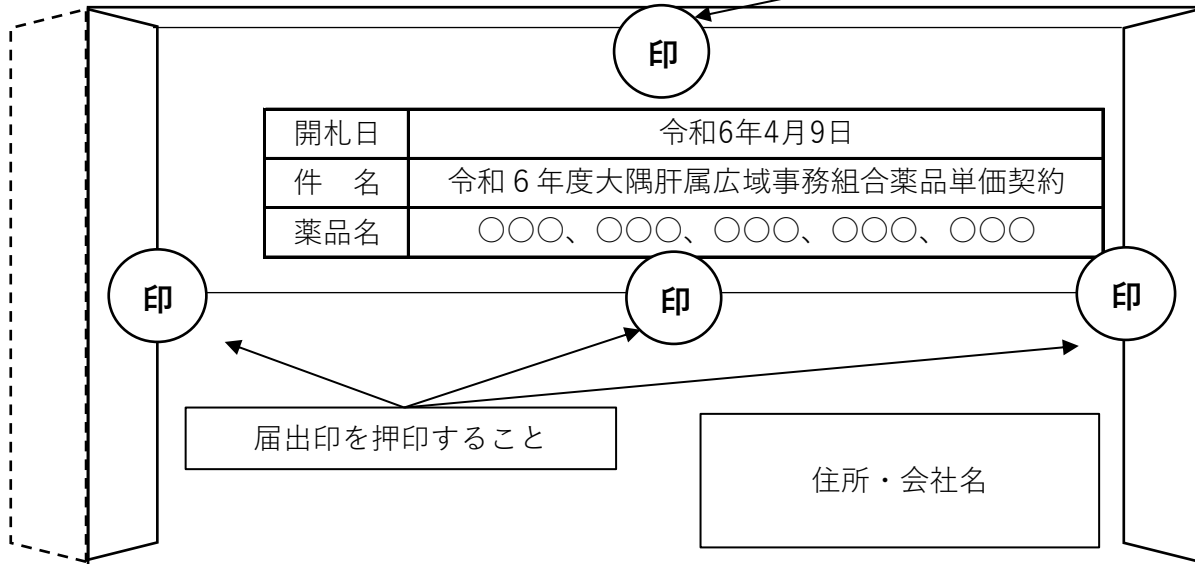 印
開札日 令和6年4月9日
件　名 令和６年度大隅肝属広域事務組合薬品単価契約
薬品名 ○○○、○○○、○○○、○○○、○○○
印 印 印
届出印を押印すること
住所・会社名